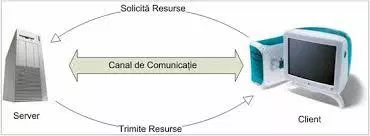 Solicită Resurse
Canal de Comunicație
Server
Client
Trimite Resurse